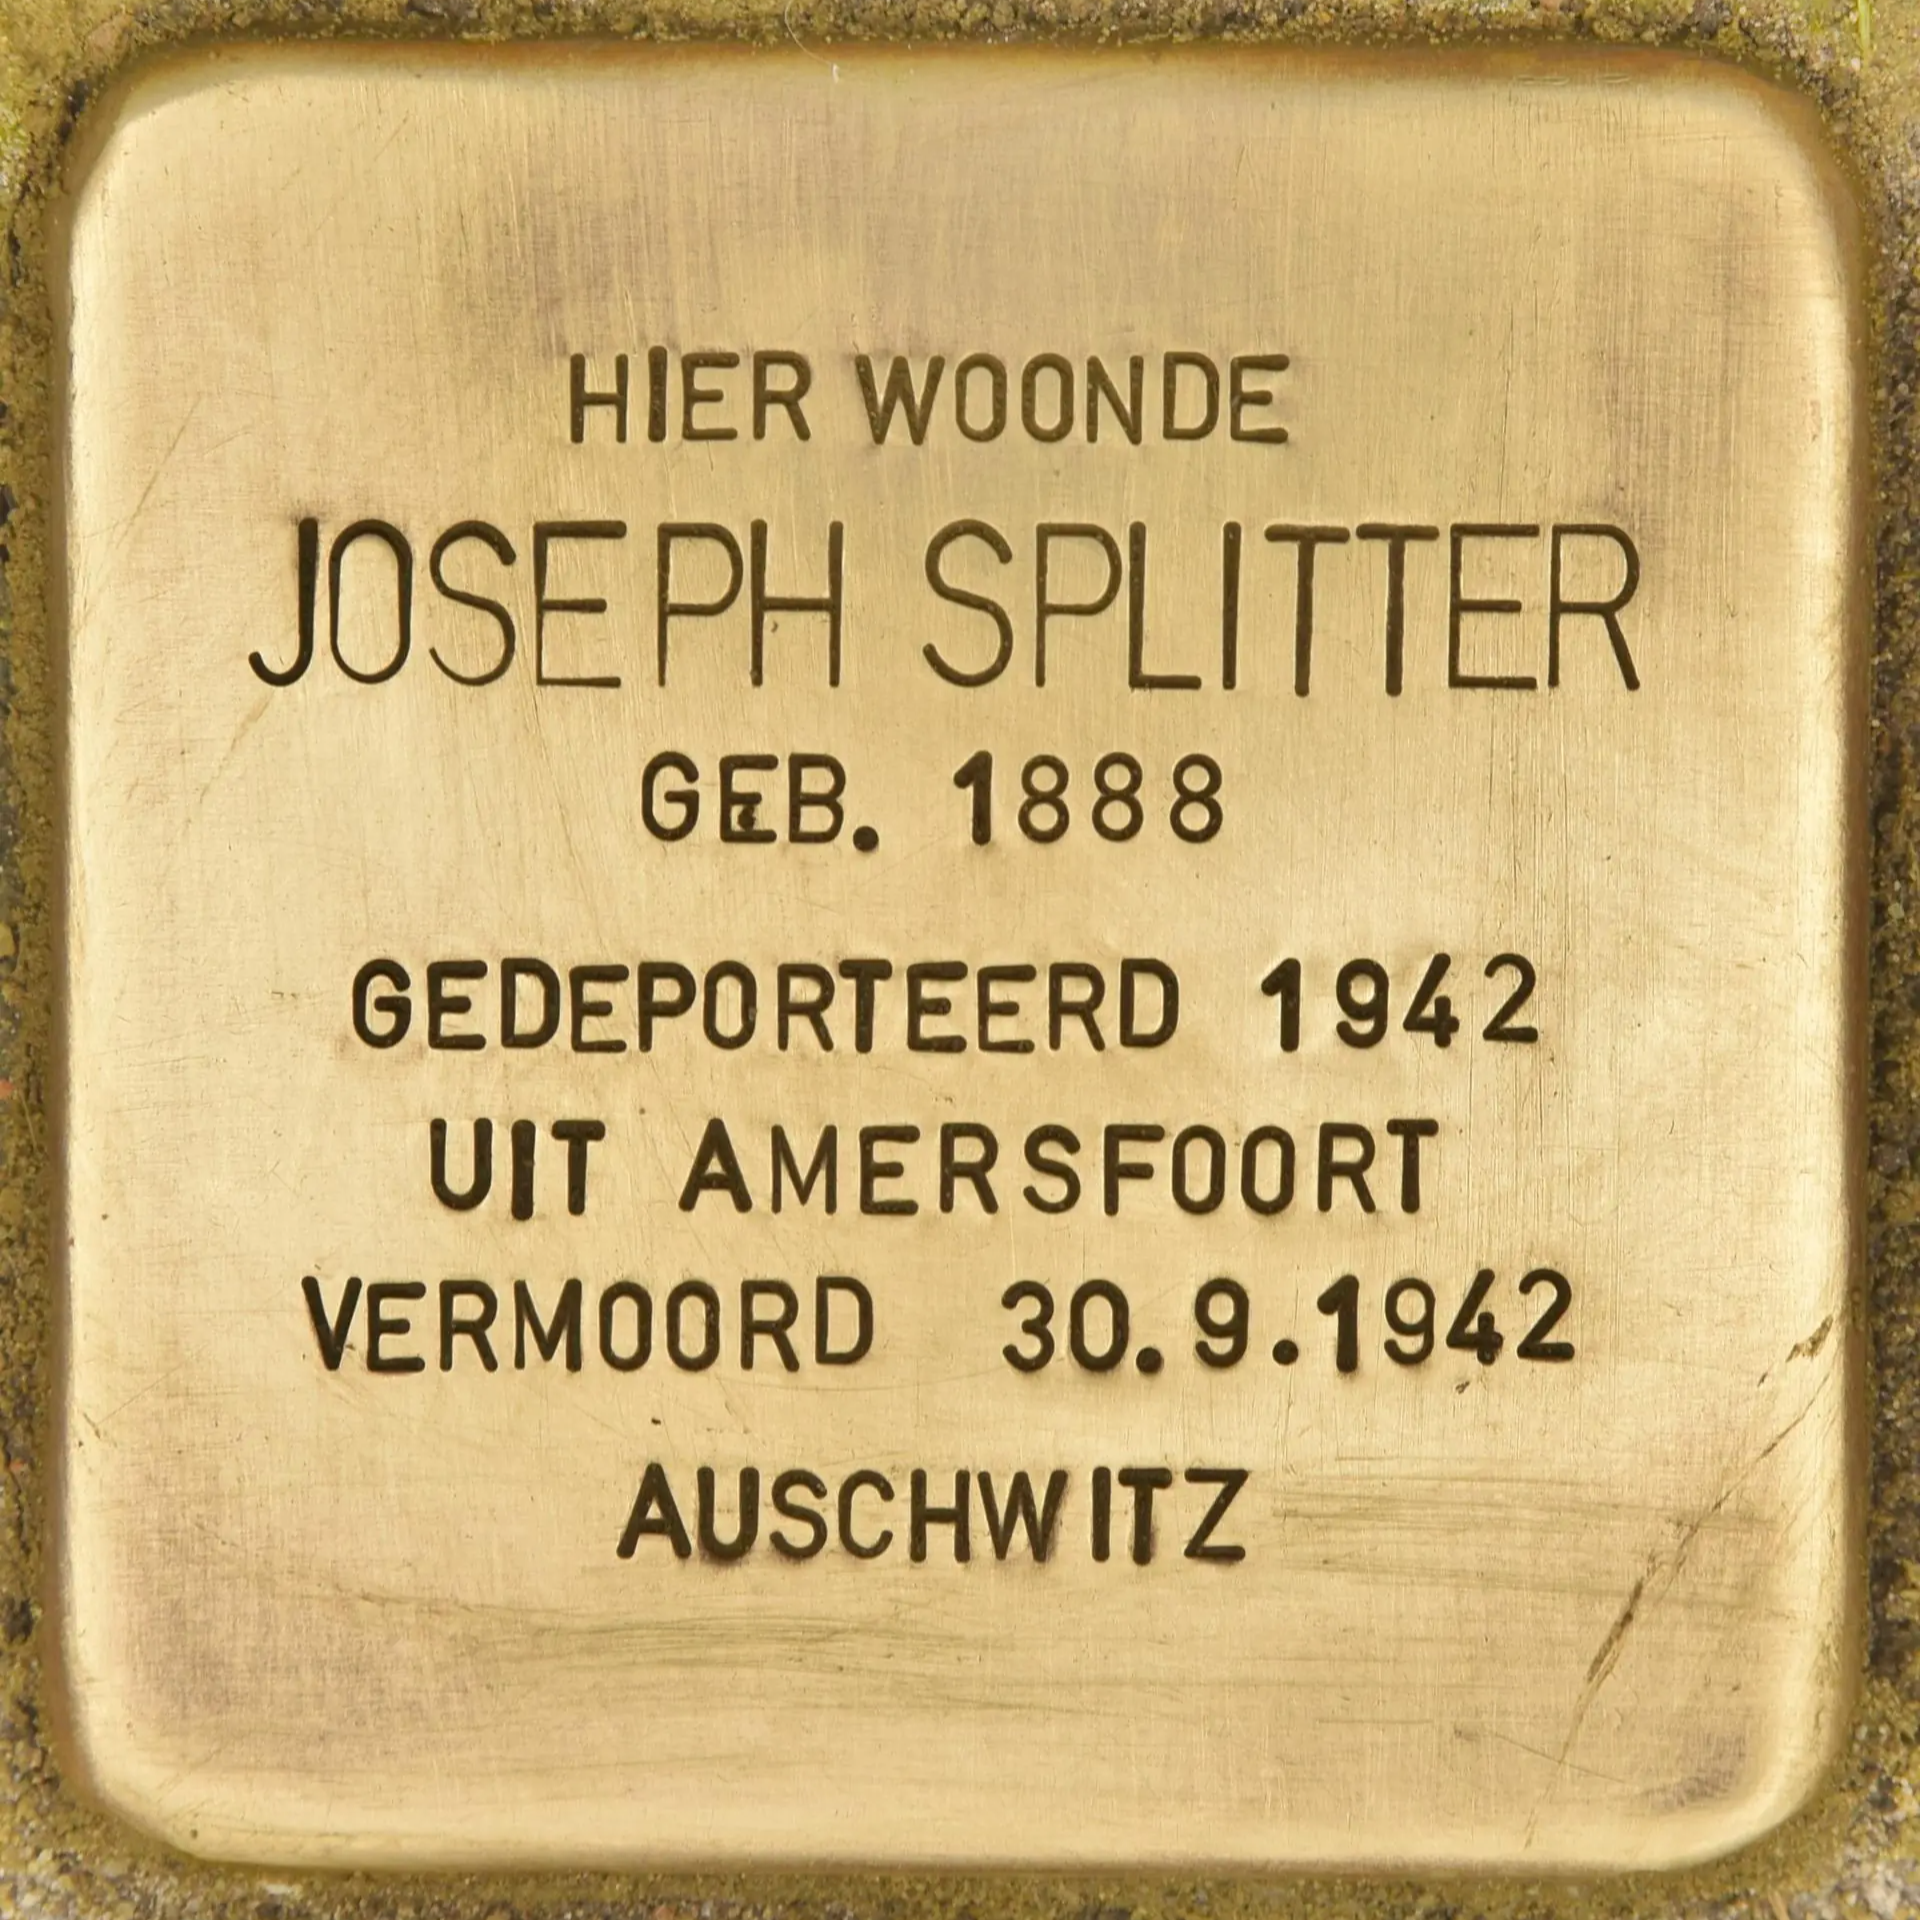 HIER WOONDE
JOSEPH SPLITTER
GEB. 1888
GEDEPORTEERD 1942
UIT AMERSFOORT
VERMOORD 30.9.1942
AUSCHWITZ